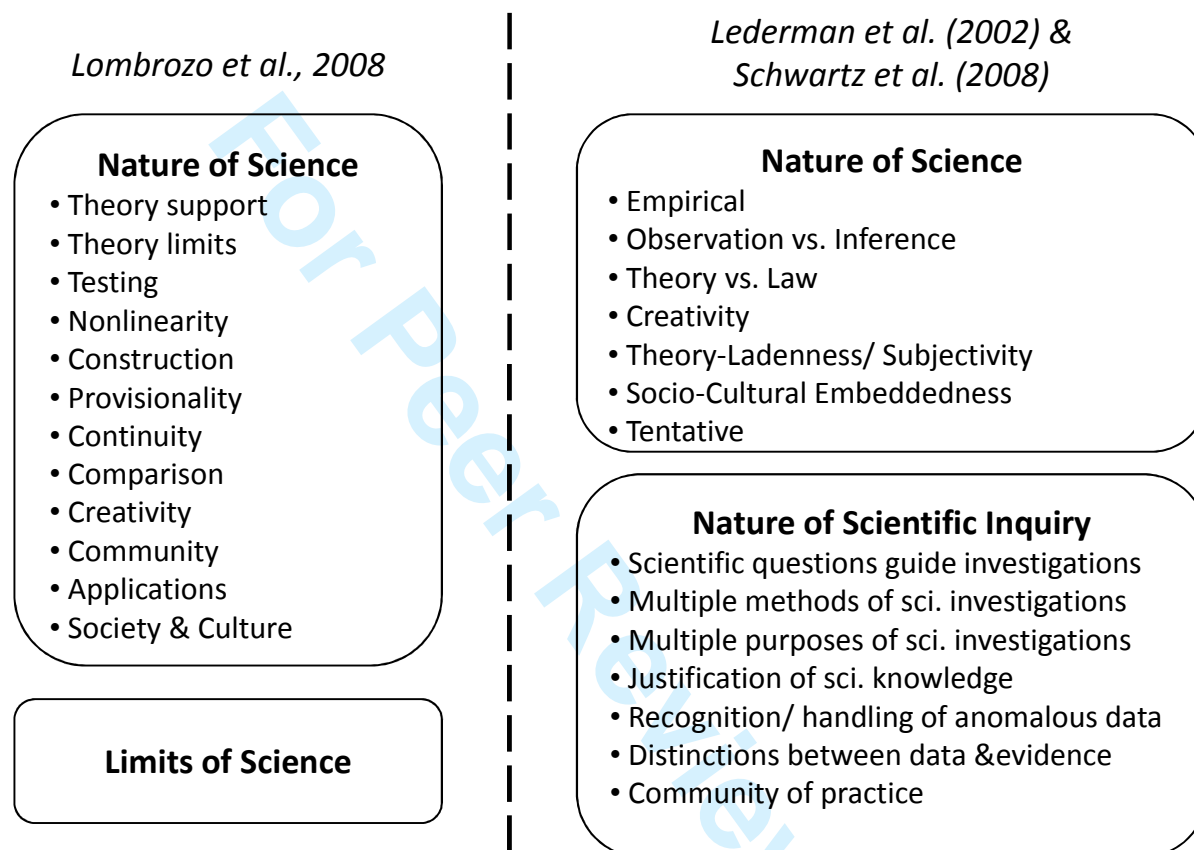 Lombrozo et al., 2008
Nature of Science
• Theory support
• Theory limits
• Testing
• Nonlinearity
• Construction
• Provisionality
• Continuity
• Comparison
• Creativity
• Community
• Applications
• Society & Culture
Limits of Science
Lederman et al. (2002) &
Schwartz et al. (2008)
Nature of Science
• Empirical
• Observation vs. Inference
• Theory vs. Law
• Creativity
• Theory-Ladenness/ Subjectivity
• Socio-Cultural Embeddedness
• Tentative
Nature of Scientific Inquiry
• Scientific questions guide investigations
• Multiple methods of sci. investigations
• Multiple purposes of sci. investigations
• Justification of sci. knowledge
• Recognition/ handling of anomalous data
• Distinctions between data &evidence
• Community of practice
For Peer Review